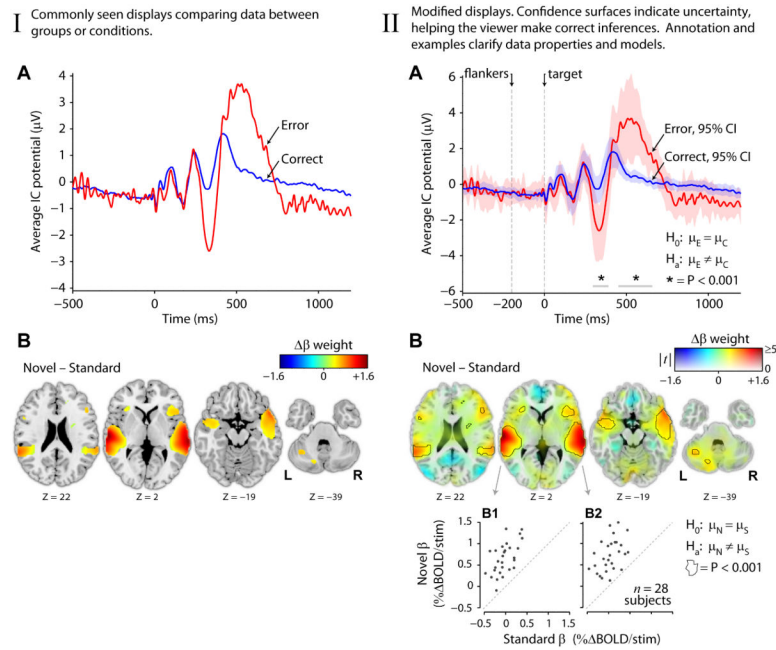 I Commonly seen displays comparing data between
groups or conditions.
A
Average IC potential (µV)
4
3
2
1
0
−1
−2
−3
−4
Error
Correct
−500 0 500 1000
Time (ms)
B
Novel – Standard
Δβ weight
−1.6 +1.6
L R
Z = 22 Z = 2 Z = −19 Z = −39
II Modified displays. Confidence surfaces indicate uncertainty,
helping the viewer make correct inferences. Annotation and
examples clarify data properties and models.
A
flankers target
Average IC potential (µV)
6
4
2
0
−2
−4
−6
Error, 95% CI
Correct, 95% CI
H₀: μE = μC
Ha: μE ≠ μC
* *
* = P < 0.001
−500 −200 0 500 1000
Time (ms)
B
Novel – Standard
Δβ weight
|t| ≥5
0
−1.6 +1.6
L R
Z = 22 Z = 2 Z = −19 Z = −39
B1 B2
Novel β
(%ΔBOLD/stim)
1.5
1.0
0.5
0
−0.5
n = 28
subjects
−0.5 0 0.5 1.0 1.5
Standard β (%ΔBOLD/stim)
H₀: μN = μS
Ha: μN ≠ μS
= P < 0.001